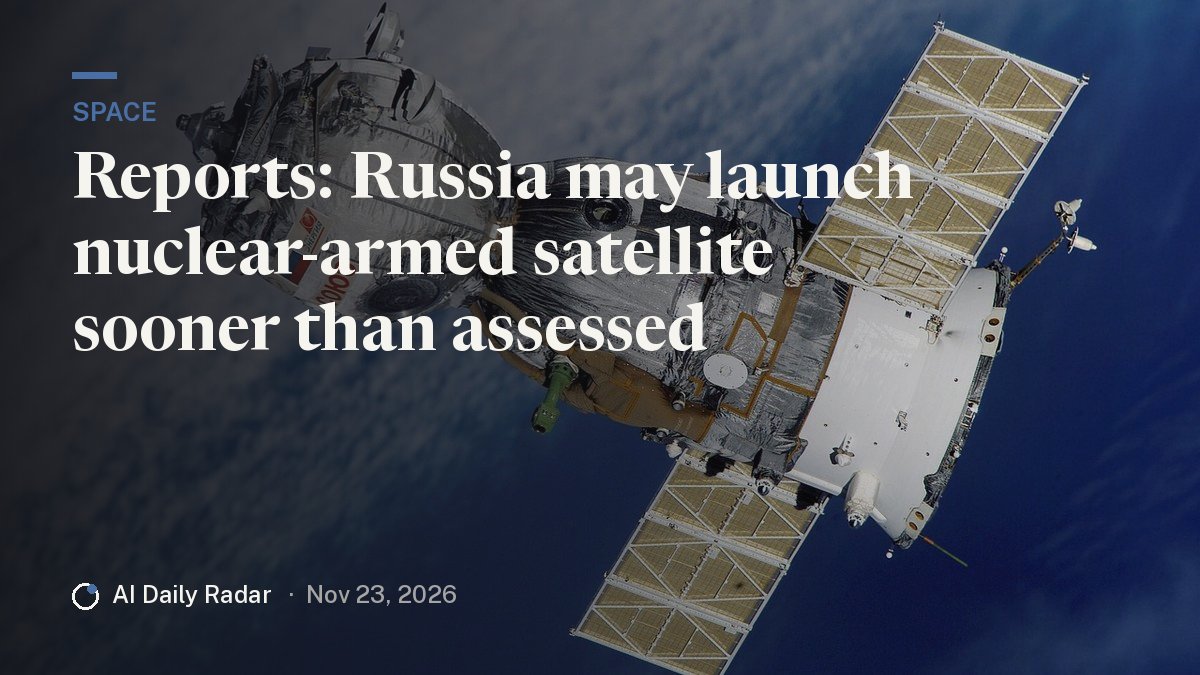 SPACE
Reports: Russia may launch
nuclear-armed satellite
sooner than assessed
AI Daily Radar · Nov 23, 2026